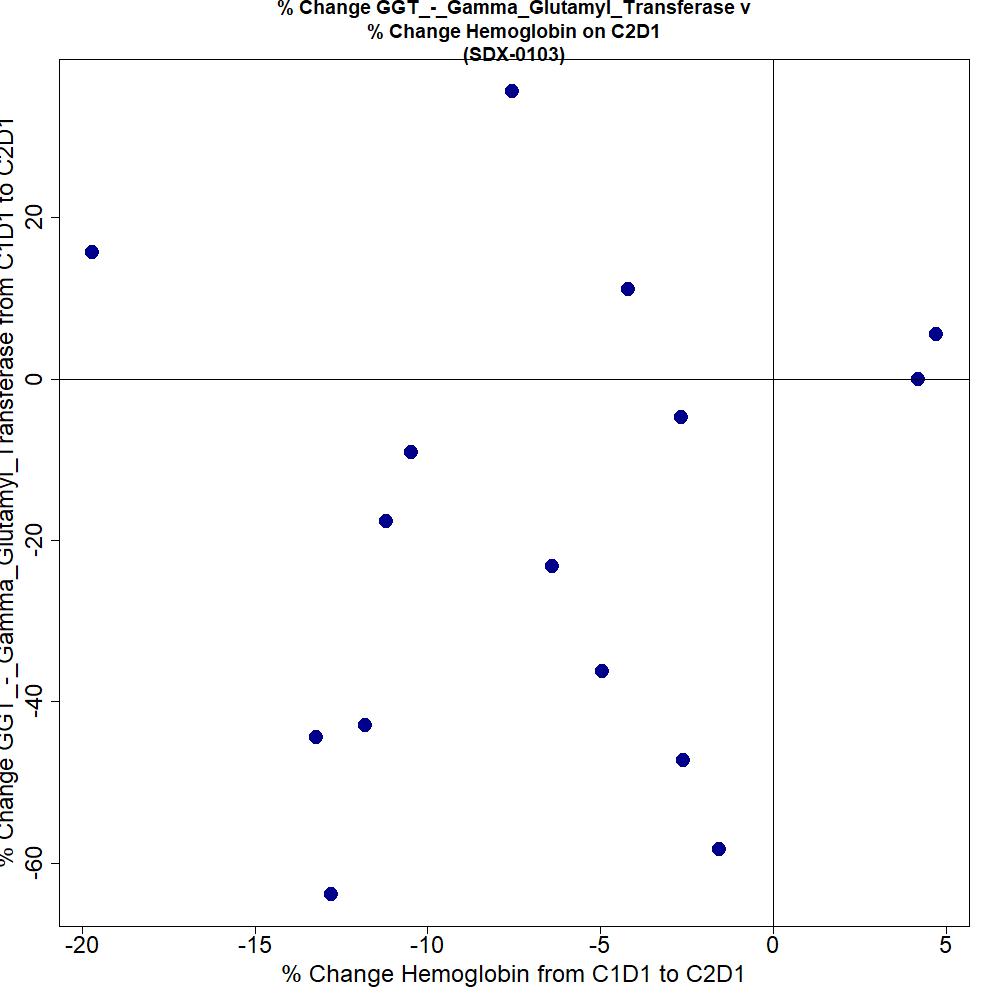 % Change GGT_-_Gamma_Glutamyl_Transferase v
% Change Hemoglobin on C2D1
(SDX-0103)
% Change GGT_-_Gamma_Glutamyl_Transferase from C1D1 to C2D1
20
0
-20
-40
-60
-20 -15 -10 -5 0 5
% Change Hemoglobin from C1D1 to C2D1